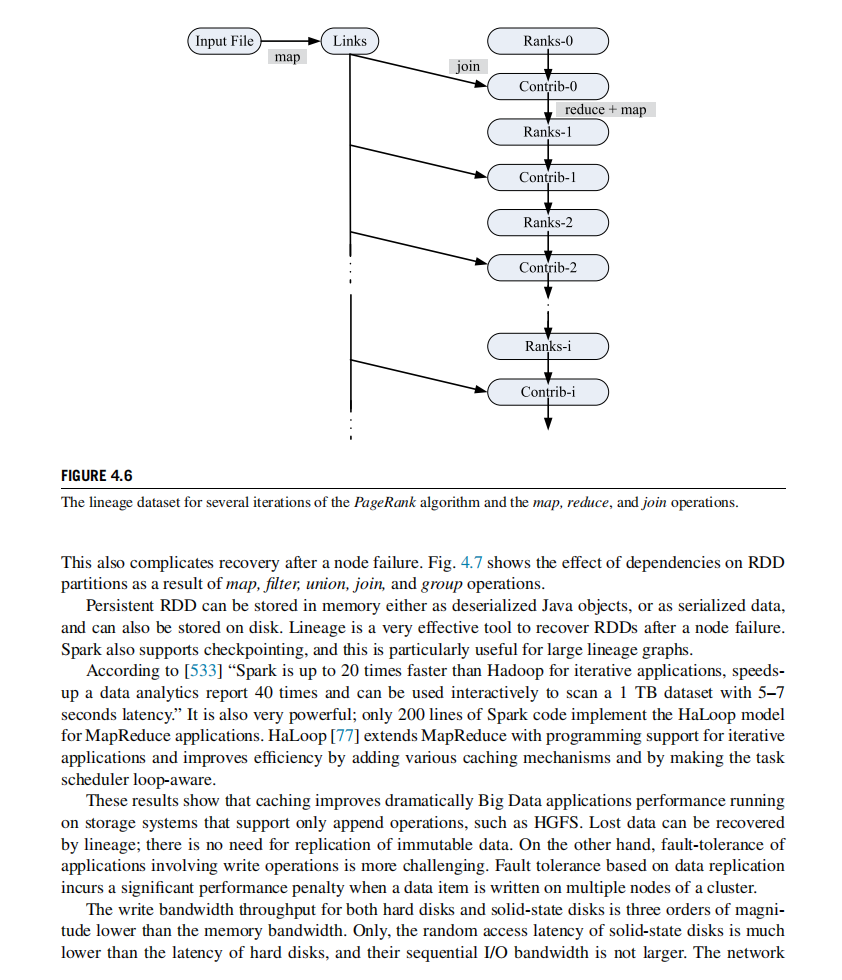 Input File
Links
Ranks-0
map
join
Contrib-0
reduce + map
Ranks-1
Contrib-1
Ranks-2
Contrib-2
Ranks-i
Contrib-i
FIGURE 4.6
The lineage dataset for several iterations of the PageRank algorithm and the map, reduce, and join operations.
This also complicates recovery after a node failure. Fig. 4.7 shows the effect of dependencies on RDD
partitions as a result of map, filter, union, join, and group operations.
Persistent RDD can be stored in memory either as deserialized Java objects, or as serialized data,
and can also be stored on disk. Lineage is a very effective tool to recover RDDs after a node failure.
Spark also supports checkpointing, and this is particularly useful for large lineage graphs.
According to [533] “Spark is up to 20 times faster than Hadoop for iterative applications, speeds-
up a data analytics report 40 times and can be used interactively to scan a 1 TB dataset with 5–7
seconds latency.” It is also very powerful; only 200 lines of Spark code implement the HaLoop model
for MapReduce applications. HaLoop [77] extends MapReduce with programming support for iterative
applications and improves efficiency by adding various caching mechanisms and by making the task
scheduler loop-aware.
These results show that caching improves dramatically Big Data applications performance running
on storage systems that support only append operations, such as HGFS. Lost data can be recovered
by lineage; there is no need for replication of immutable data. On the other hand, fault-tolerance of
applications involving write operations is more challenging. Fault tolerance based on data replication
incurs a significant performance penalty when a data item is written on multiple nodes of a cluster.
The write bandwidth throughput for both hard disks and solid-state disks is three orders of magni-
tude lower than the memory bandwidth. Only, the random access latency of solid-state disks is much
lower than the latency of hard disks, and their sequential I/O bandwidth is not larger. The network